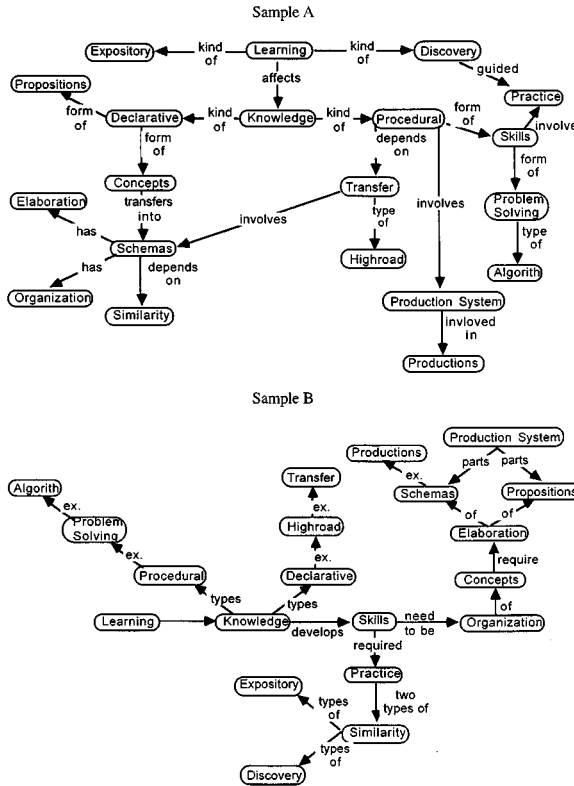 Sample A
Expository
kind
of
Learning
kind
of
Discovery
affects
guided
Propositions
Practice
form
of
Declarative
kind
of
Knowledge
kind
of
Procedural
form
of
Skills
involve
form
of
depends
on
form
of
Concepts
Transfer
Problem
Solving
Elaboration
transfers
into
has
involves
type
of
involves
type
of
Schemas
has
depends
on
Highroad
Algorith
Organization
Similarity
Production System
invloved
in
Productions
Sample B
Production System
Productions
parts
parts
ex.
Schemas
Propositions
Transfer
Algorith
ex.
of
of
ex.
Problem
Solving
Highroad
Elaboration
ex.
ex.
require
Procedural
Declarative
Concepts
types
types
of
Learning
Knowledge
develops
Skills
need
to be
Organization
required
Practice
Expository
two
types of
types
of
Similarity
types
of
Discovery